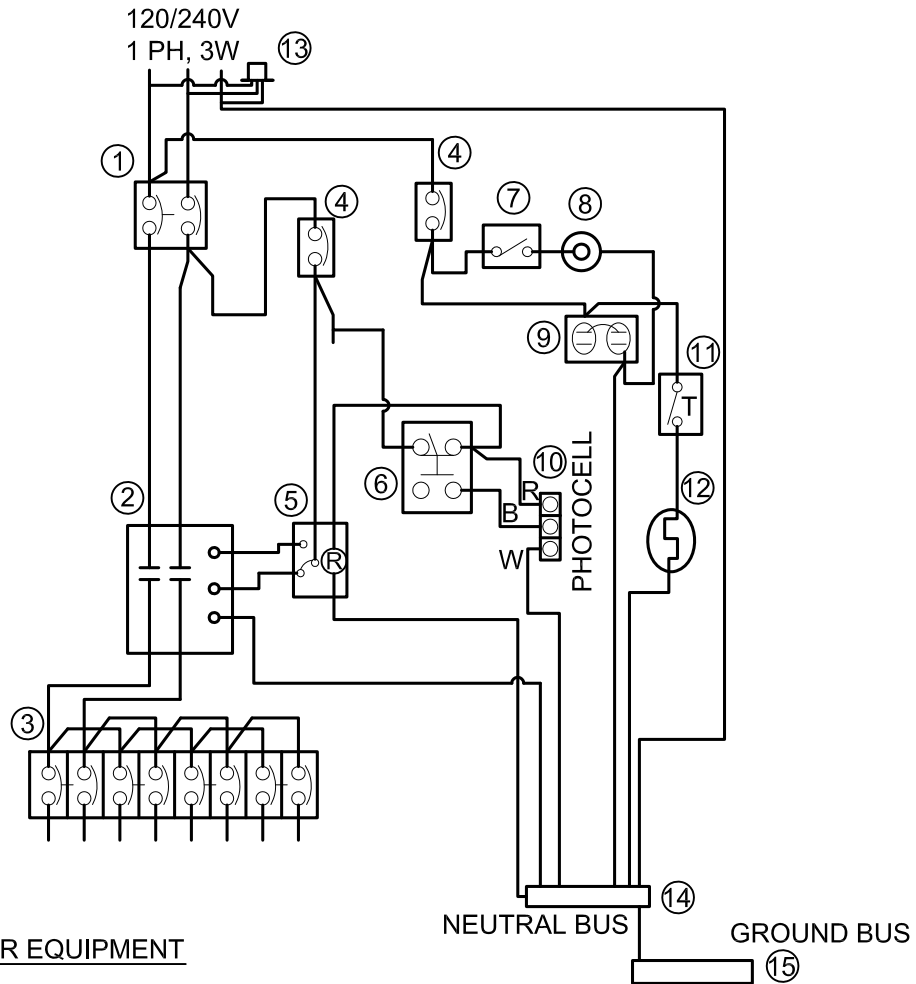 120/240V
1 PH, 3W
13
1
4
4
7
8
9
11
T
10
PHOTOCELL
R
B
W
6
12
2
5
R
3
14
NEUTRAL BUS
GROUND BUS
15
R EQUIPMENT